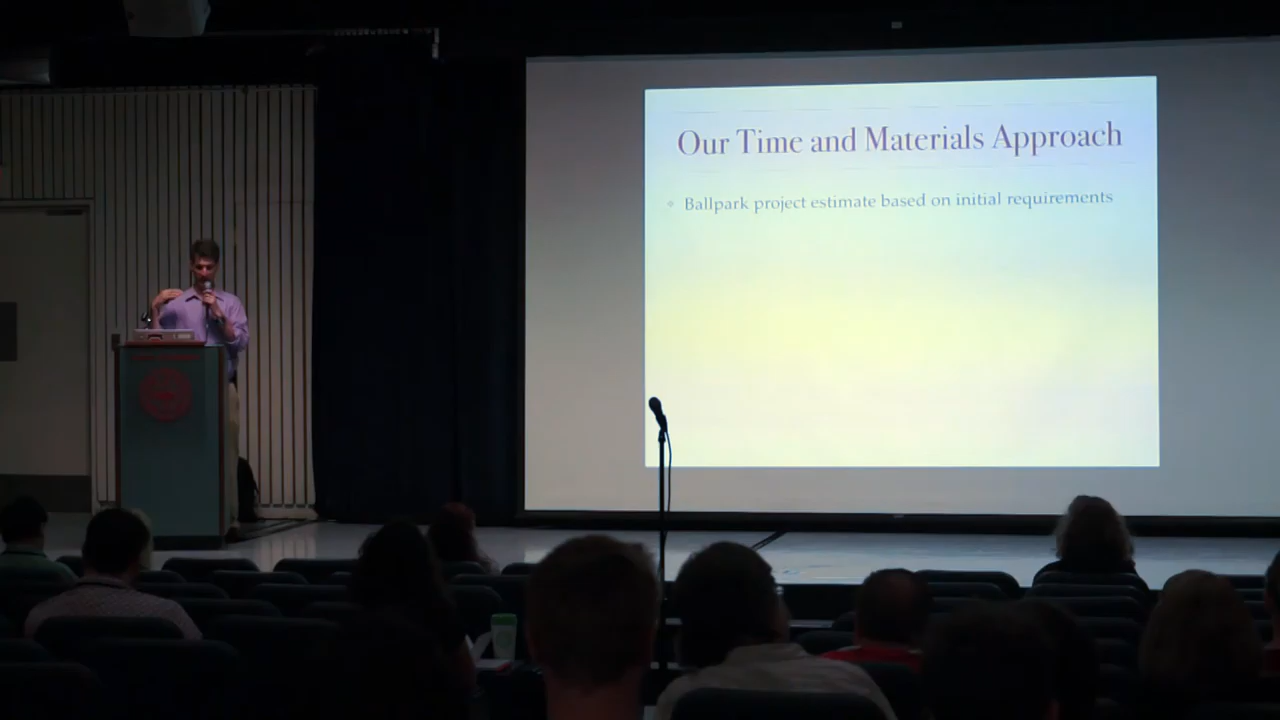 Our Time and Materials Approach
Ballpark project estimate based on initial requirements